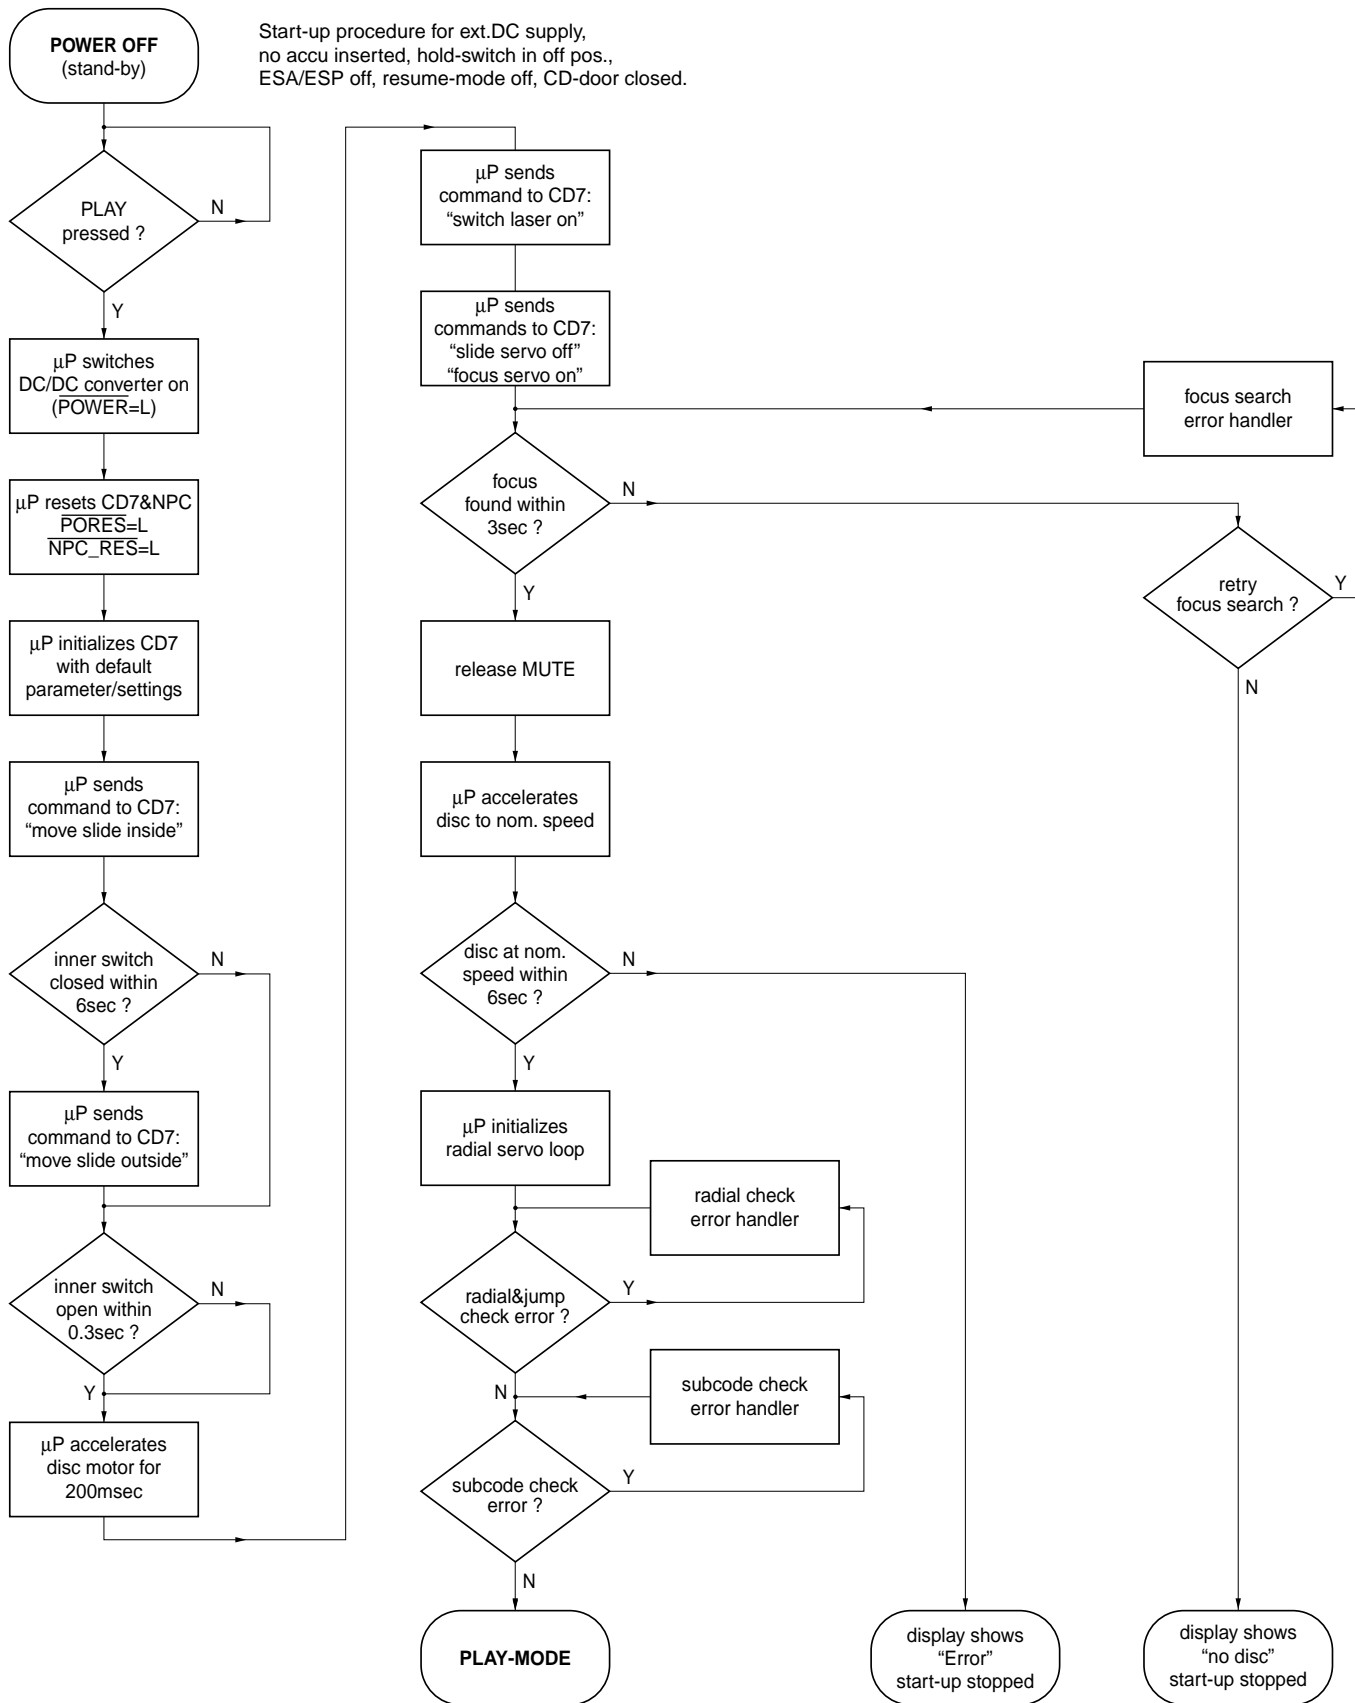 POWER OFF
(stand-by)
Start-up procedure for ext.DC supply,
no accu inserted, hold-switch in off pos.,
ESA/ESP off, resume-mode off, CD-door closed.
PLAY
pressed ?
N
Y
µP switches
DC/DC converter on
(POWER=L)
µP resets CD7&NPC
PORES=L
NPC_RES=L
µP initializes CD7
with default
parameter/settings
µP sends
command to CD7:
“move slide inside”
inner switch
closed within
6sec ?
N
Y
µP sends
command to CD7:
“move slide outside”
inner switch
open within
0.3sec ?
N
Y
µP accelerates
disc motor for
200msec
µP sends
command to CD7:
“switch laser on”
µP sends
commands to CD7:
“slide servo off”
“focus servo on”
focus
found within
3sec ?
N
Y
release MUTE
µP accelerates
disc to nom. speed
disc at nom.
speed within
6sec ?
N
Y
µP initializes
radial servo loop
radial check
error handler
radial&jump
check error ?
Y
N
subcode check
error handler
subcode check
error ?
Y
N
PLAY-MODE
focus search
error handler
retry
focus search ?
Y
N
display shows
“Error”
start-up stopped
display shows
“no disc”
start-up stopped